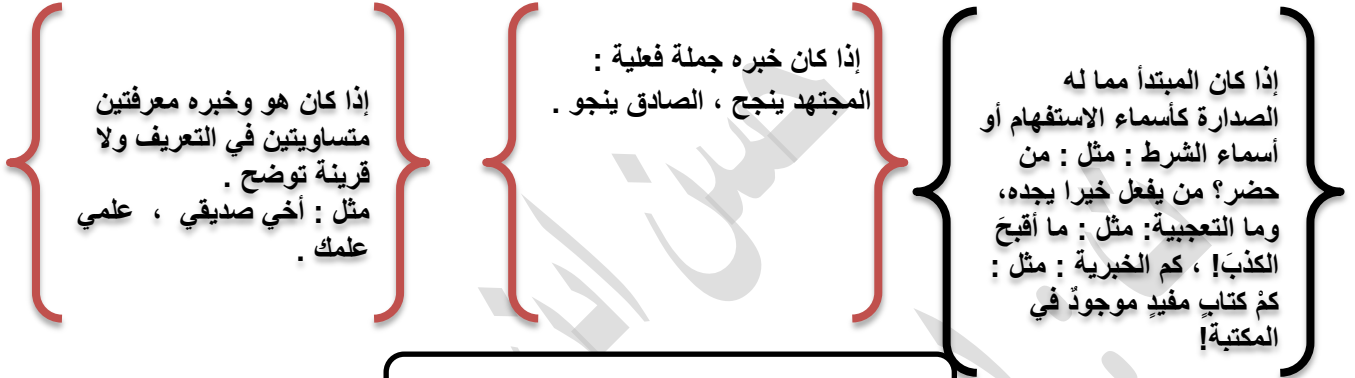 إذا كان المبتدأ مما له
الصدارة كأسماء الاستفهام أو
أسماء الشرط : مثل : من
حضر؟ من يفعل خيرا يجده،
وما التعجبية: مثل : ما أقبحَ
الكذبَ! ، كم الخبرية : مثل :
كمْ كتابٍ مفيدٍ موجودٌ في
المكتبة!
إذا كان خبره جملة فعلية :
المجتهد ينجح ، الصادق ينجو .
إذا كان هو وخبره معرفتين
متساويتين في التعريف ولا
قرينة توضح .
مثل : أخي صديقي ، علمي
علمك .